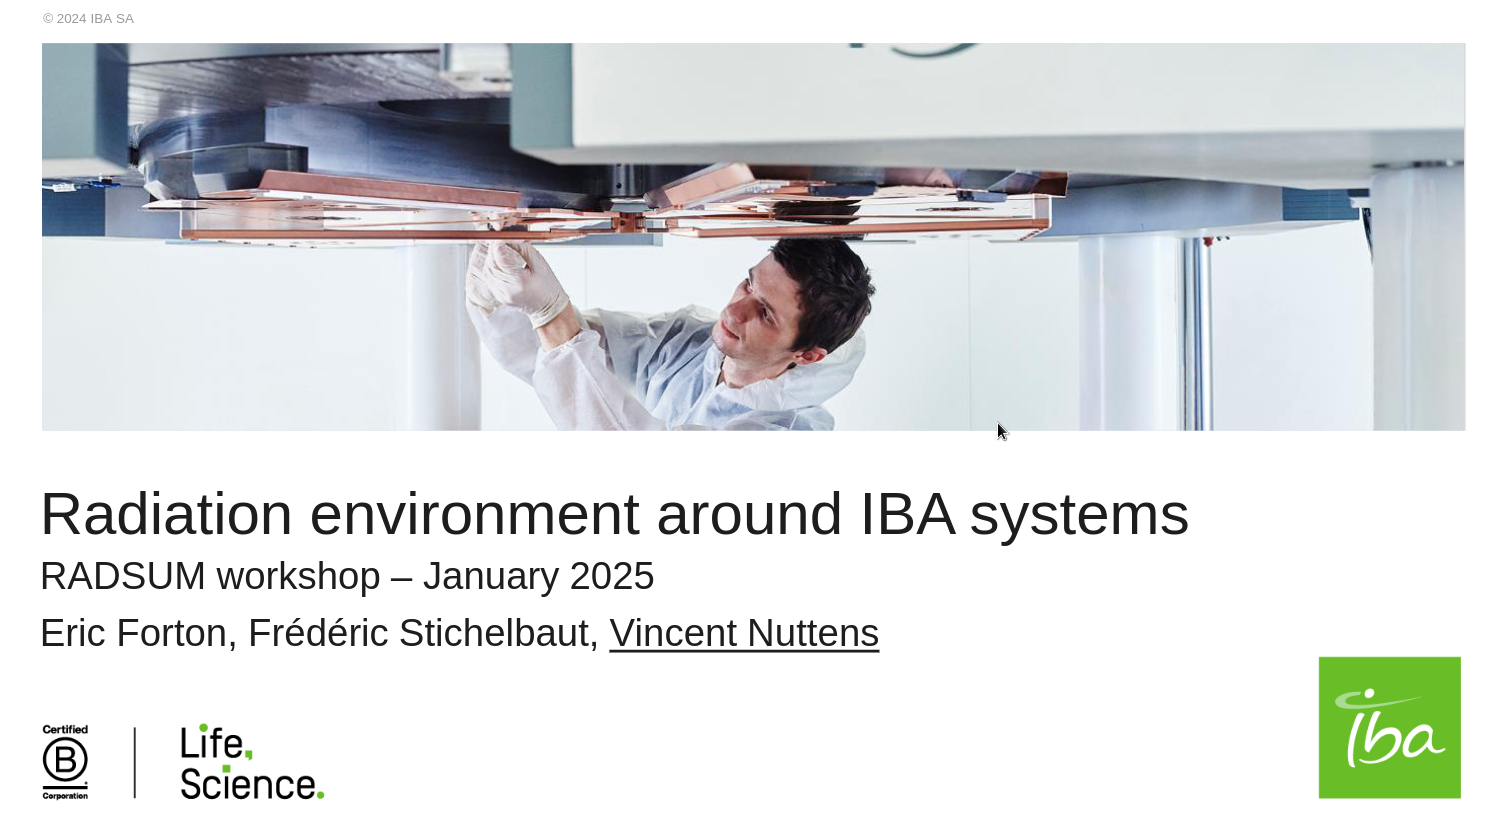 © 2024 IBA SA
Radiation environment around IBA systems
RADSUM workshop – January 2025
Eric Forton, Frédéric Stichelbaut, Vincent Nuttens
Certified
B
Corporation
Life,
Science.
iba